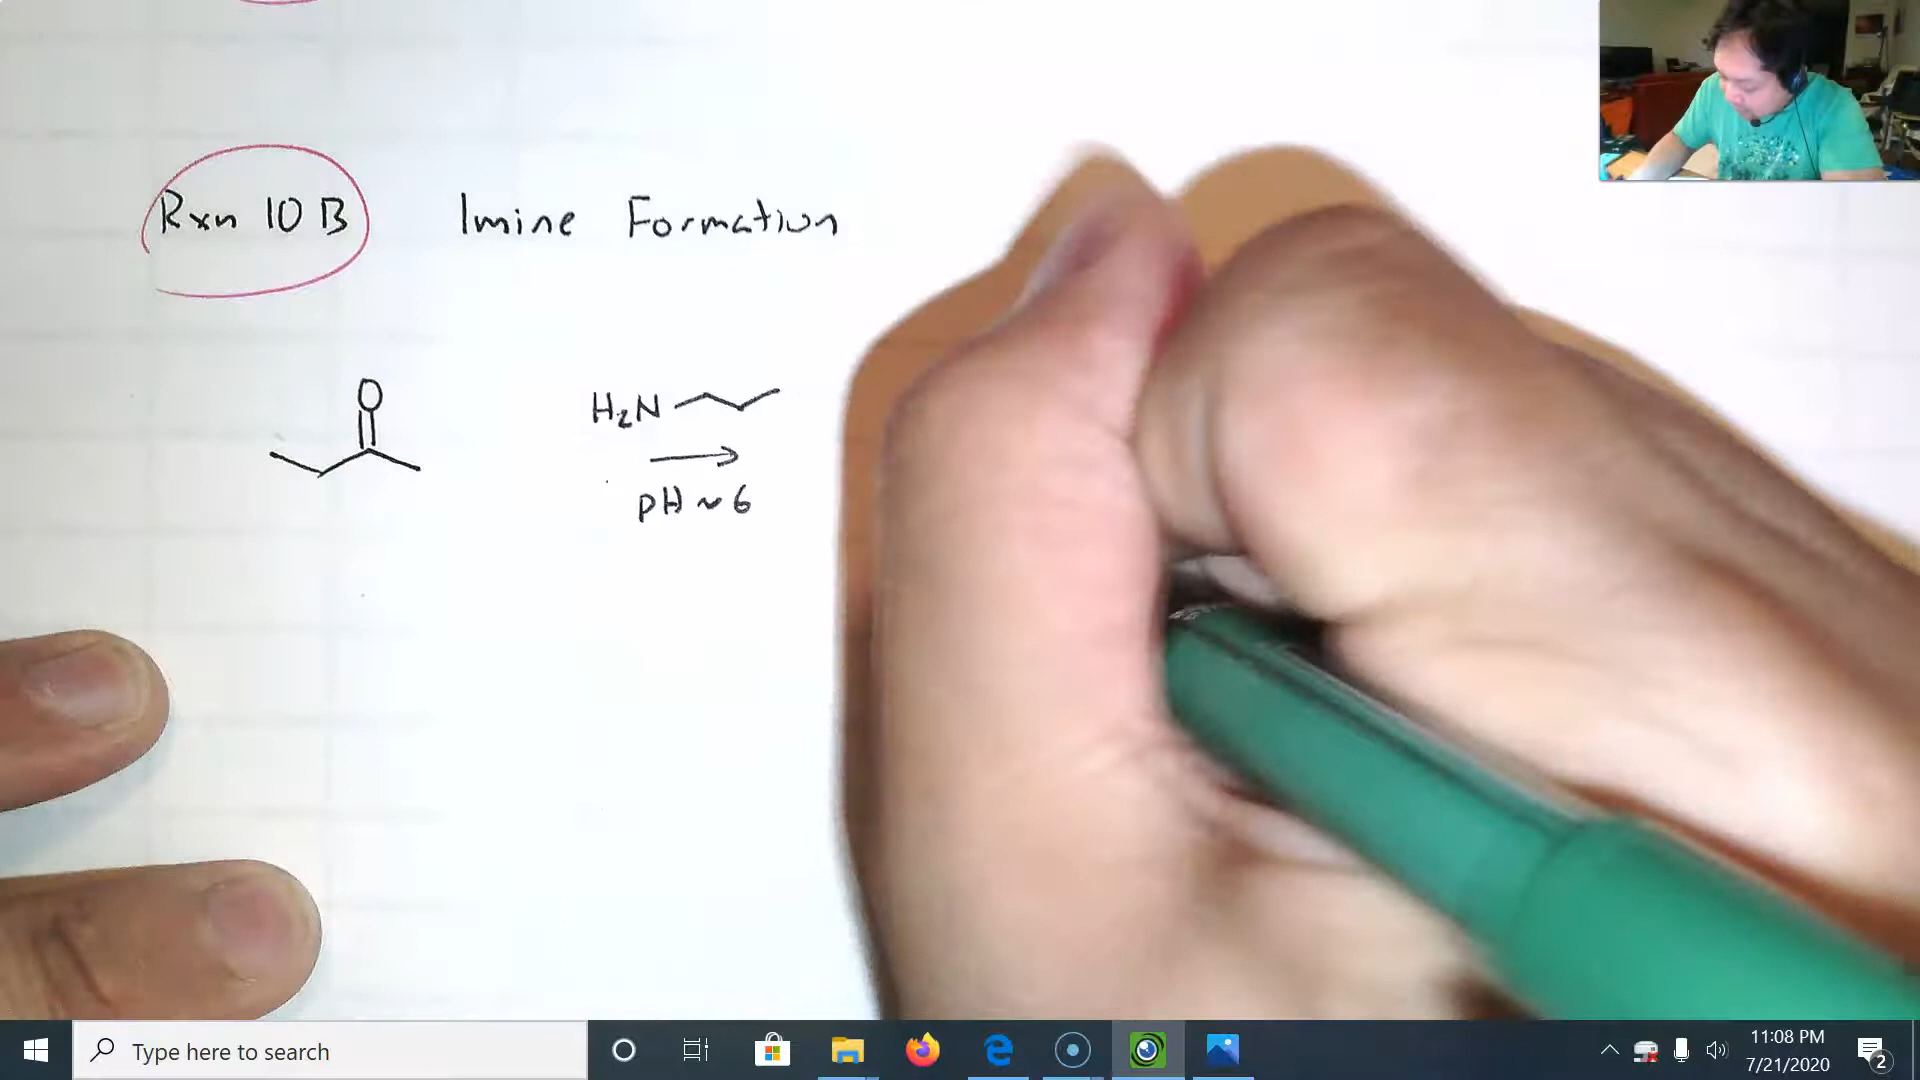 Rxn 10 B Imine Formation
O
H₂N
pH ~ 6
Type here to search
11:08 PM
7/21/2020
2